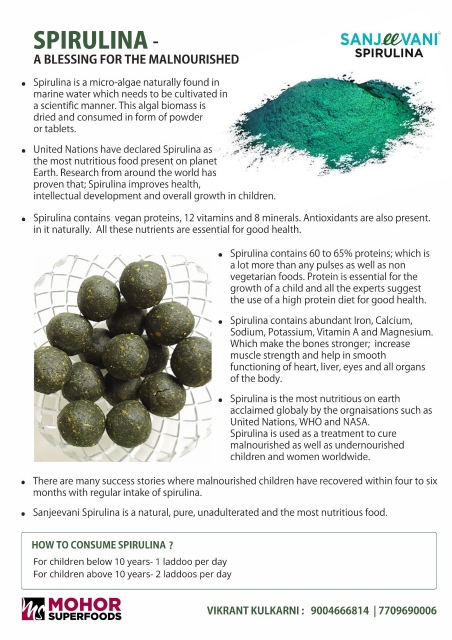 SPIRULINA -
A BLESSING FOR THE MALNOURISHED
SANJEEVANI
SPIRULINA
• Spirulina is a micro-algae naturally found in
marine water which needs to be cultivated in
a scientific manner. This algal biomass is
dried and consumed in form of powder
or tablets.
• United Nations have declared Spirulina as
the most nutritious food present on planet
Earth. Research from around the world has
proven that; Spirulina improves health,
intellectual development and overall growth in children.
• Spirulina contains vegan proteins, 12 vitamins and 8 minerals. Antioxidants are also present.
in it naturally. All these nutrients are essential for good health.
• Spirulina contains 60 to 65% proteins; which is
a lot more than any pulses as well as non
vegetarian foods. Protein is essential for the
growth of a child and all the experts suggest
the use of a high protein diet for good health.
• Spirulina contains abundant Iron, Calcium,
Sodium, Potassium, Vitamin A and Magnesium.
Which make the bones stronger; increase
muscle strength and help in smooth
functioning of heart, liver, eyes and all organs
of the body.
• Spirulina is the most nutritious on earth
acclaimed globaly by the orgnaisations such as
United Nations, WHO and NASA.
Spirulina is used as a treatment to cure
malnourished as well as undernourished
children and women worldwide.
• There are many success stories where malnourished children have recovered within four to six
months with regular intake of spirulina.
• Sanjeevani Spirulina is a natural, pure, unadulterated and the most nutritious food.
HOW TO CONSUME SPIRULINA ?
For children below 10 years- 1 laddoo per day
For children above 10 years- 2 laddoos per day
MOHOR
SUPERFOODS
VIKRANT KULKARNI : 9004666814 | 7709690006